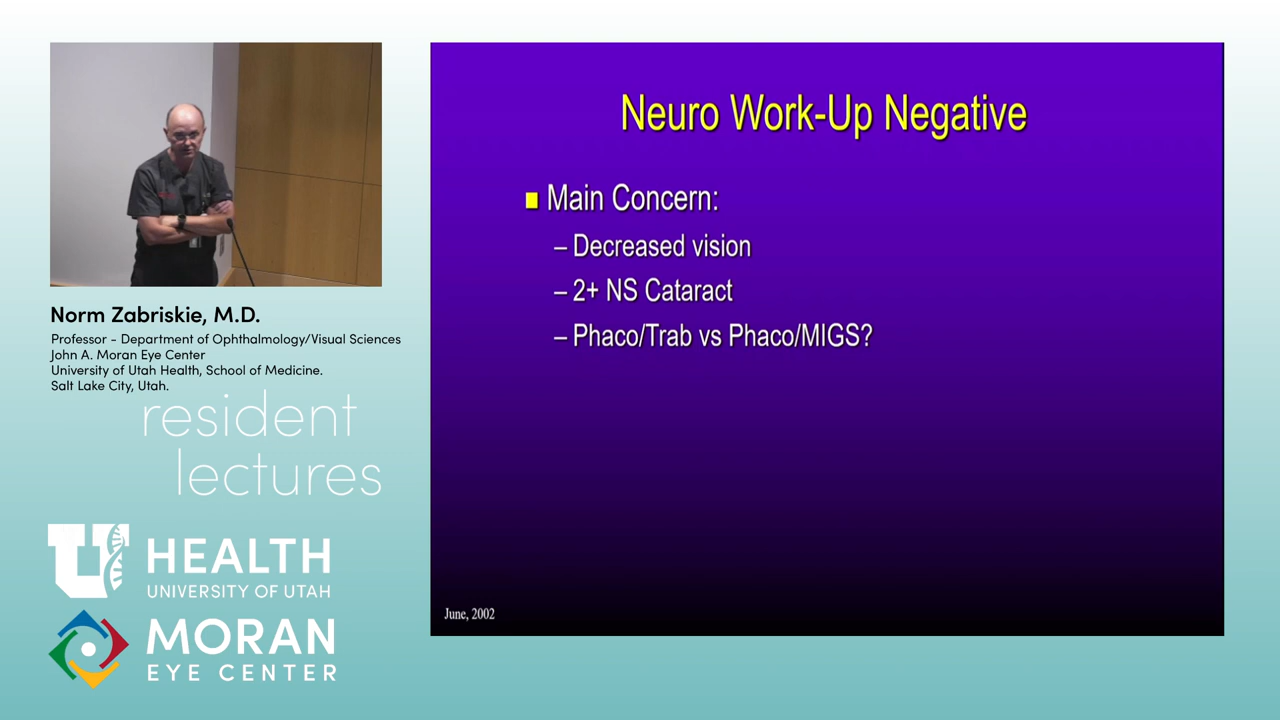 Neuro Work-Up Negative
Main Concern:
– Decreased vision
– 2+ NS Cataract
– Phaco/Trab vs Phaco/MIGS?
June, 2002
Norm Zabriskie, M.D.
Professor - Department of Ophthalmology/Visual Sciences
John A. Moran Eye Center
University of Utah Health, School of Medicine.
Salt Lake City, Utah.
resident
lectures
U HEALTH
UNIVERSITY OF UTAH
MORAN
EYE CENTER